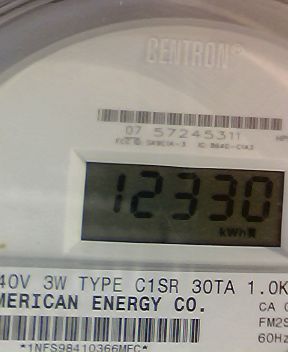 CENTRON®
07 57245311
12330
kWh
40V 3W TYPE C1SR 30TA 1.0K
MERICAN ENERGY CO.
CA
FM2S
60Hz
*1NFS98410366MFC*